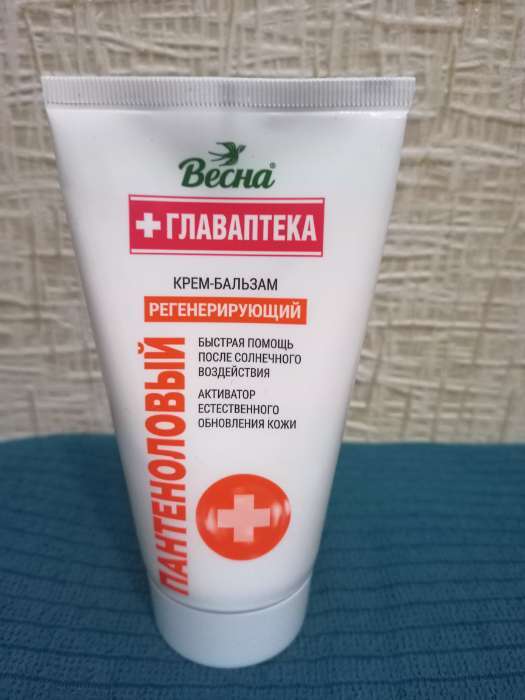 Весна®
+ГЛАВАПТЕКА
КРЕМ-БАЛЬЗАМ
РЕГЕНЕРИРУЮЩИЙ
ПАНТЕНОЛОВЫЙ
БЫСТРАЯ ПОМОЩЬ
ПОСЛЕ СОЛНЕЧНОГО
ВОЗДЕЙСТВИЯ
АКТИВАТОР
ЕСТЕСТВЕННОГО
ОБНОВЛЕНИЯ КОЖИ